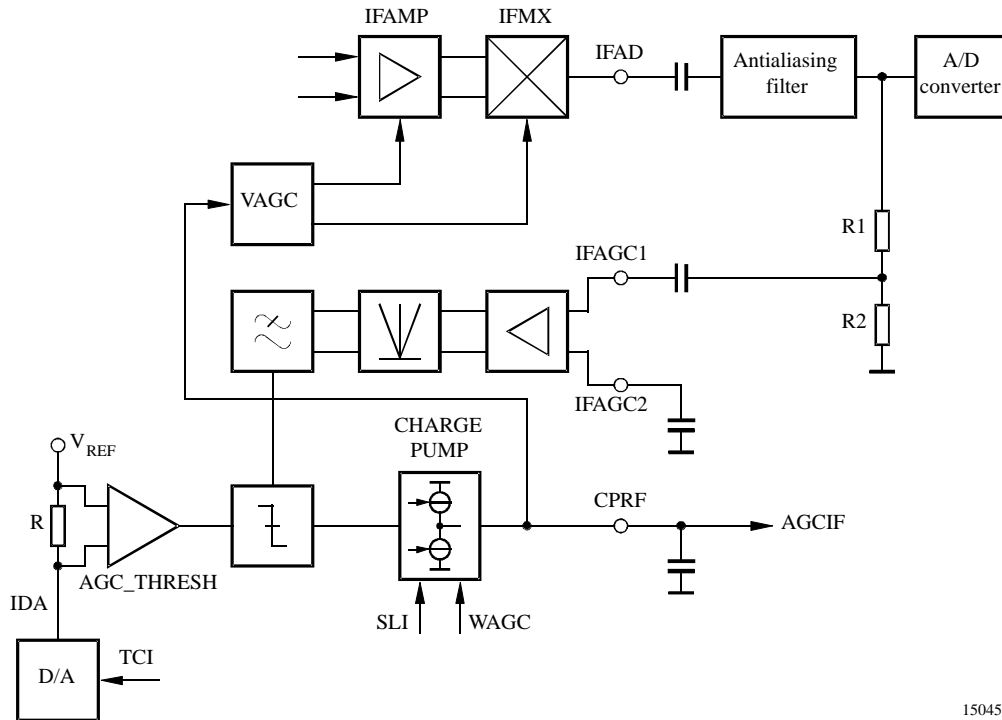 IFAMP
IFMX
IFAD
Antialiasing
filter
A/D
converter
VAGC
R1
IFAGC1
R2
IFAGC2
CHARGE
PUMP
VREF
CPRF
R
AGCIF
AGC_THRESH
IDA
SLI
WAGC
D/A
TCI
15045